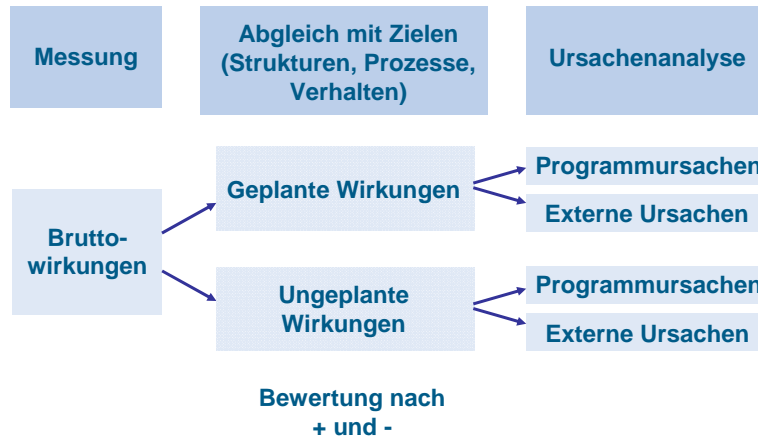 Messung
Abgleich mit Zielen
(Strukturen, Prozesse,
Verhalten)
Ursachenanalyse
Brutto-
wirkungen
Geplante Wirkungen
Programmursachen
Externe Ursachen
Ungeplante
Wirkungen
Programmursachen
Externe Ursachen
Bewertung nach
+ und -